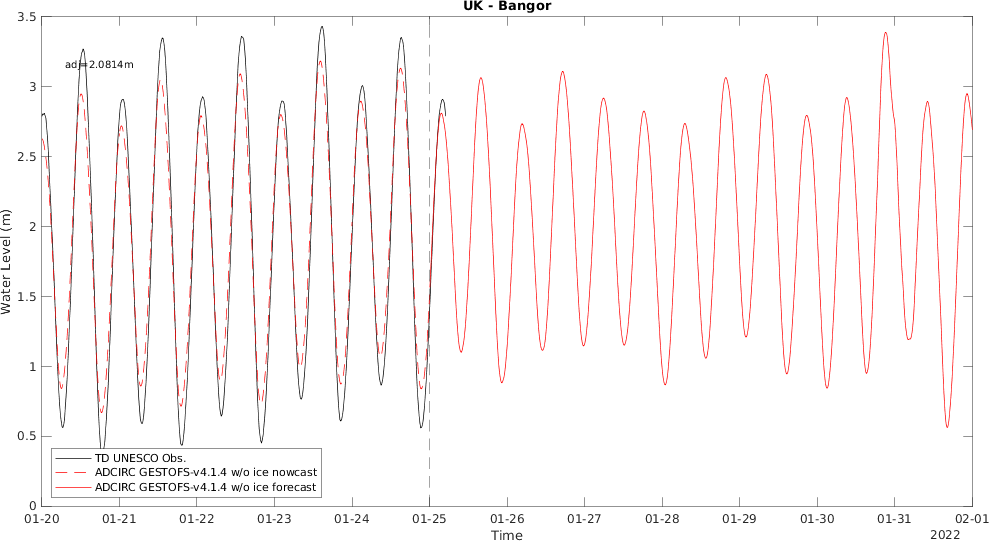 UK - Bangor
3.5
3
2.5
2
1.5
1
0.5
0
Water Level (m)
adj=2.0814m
TD UNESCO Obs.
ADCIRC GESTOFS-v4.1.4 w/o ice nowcast
ADCIRC GESTOFS-v4.1.4 w/o ice forecast
01-20 01-21 01-22 01-23 01-24 01-25 01-26 01-27 01-28 01-29 01-30 01-31 02-01
Time
2022